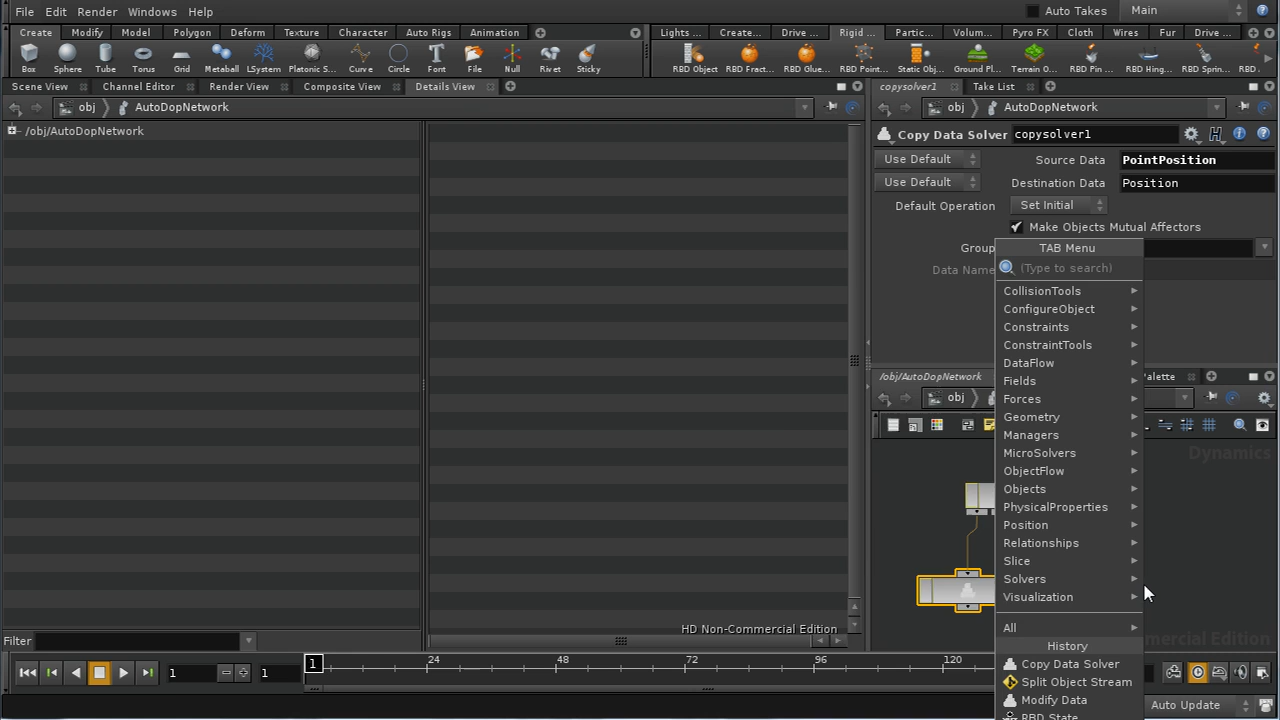 File Edit Render Windows Help Auto Takes Main
Create Modify Model Polygon Deform Texture Character Auto Rigs Animation Lights ... Create... Drive ... Rigid ... Partic... Volum... Pyro FX Cloth Wires Fur Drive ...
Box Sphere Tube Torus Grid Metaball LSystem Platonic S... Curve Circle Font File Null Rivet Sticky RBD Object RBD Fract... RBD Glue... RBD Point... Static Obj... Ground Pl... Terrain O... RBD Pin ... RBD Hing... RBD Sprin... RBD.
Scene View Channel Editor Render View Composite View Details View copysolver1 Take List
obj AutoDopNetwork obj AutoDopNetwork
/obj/AutoDopNetwork
Copy Data Solver copysolver1
Use Default Source Data PointPosition
Use Default Destination Data Position
Default Operation Set Initial
Make Objects Mutual Affectors
Group
Data Name
TAB Menu
(Type to search)
CollisionTools
ConfigureObject
Constraints
ConstraintTools
DataFlow
Fields
Forces
Geometry
Managers
MicroSolvers
ObjectFlow
Objects
PhysicalProperties
Position
Relationships
Slice
Solvers
Visualization
All
History
Copy Data Solver
Split Object Stream
Modify Data
RBD State
/obj/AutoDopNetwork alette
obj
Dynamics
mercial Edition
HD Non-Commercial Edition
Filter
1 1 1 24 48 72 96 120
Auto Update